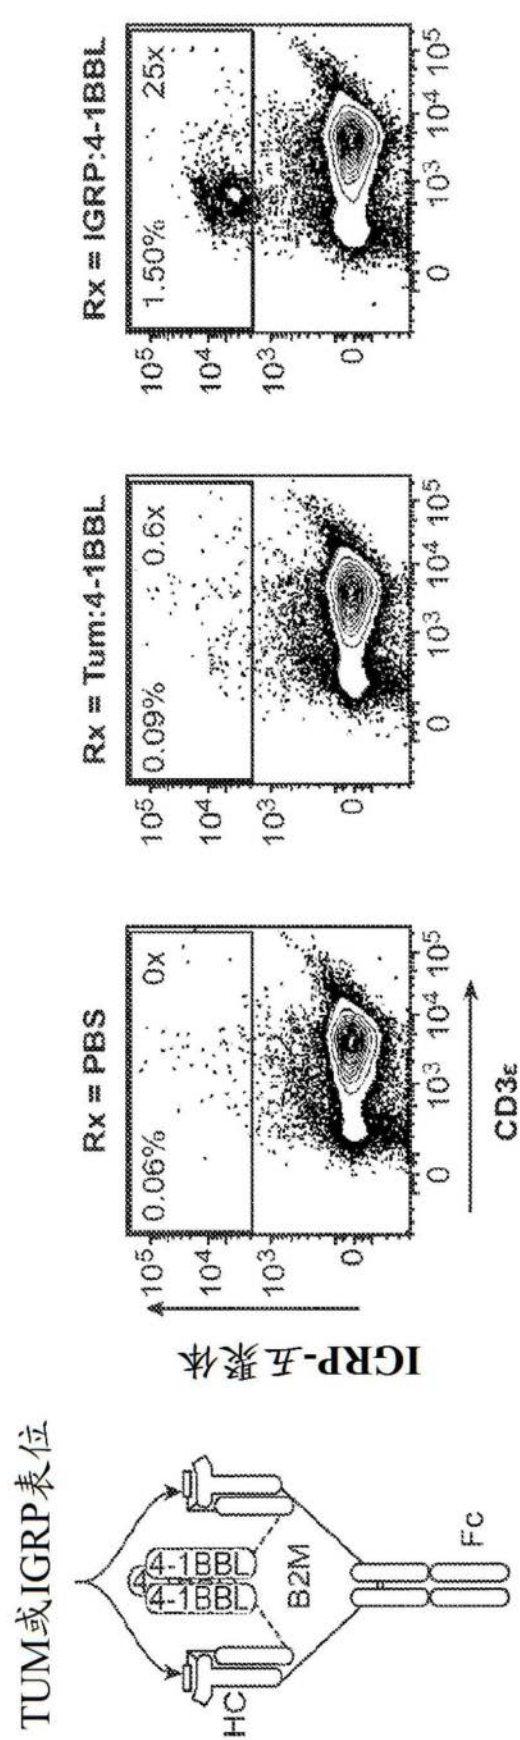 TUM或IGRP表位
4
4-1BBL
4-1BBL
HC
B2M
Fc
IGRP-五聚体
Rx = PBS
0.06%
0x
10⁵
10⁴
10³
0
0
10³
10⁴
10⁵
CD3ε
Rx = Tum:4-1BBL
0.09%
0.6x
10⁵
10⁴
10³
0
0
10³
10⁴
10⁵
Rx = IGRP:4-1BBL
1.50%
25x
10⁵
10⁴
10³
0
0
10³
10⁴
10⁵